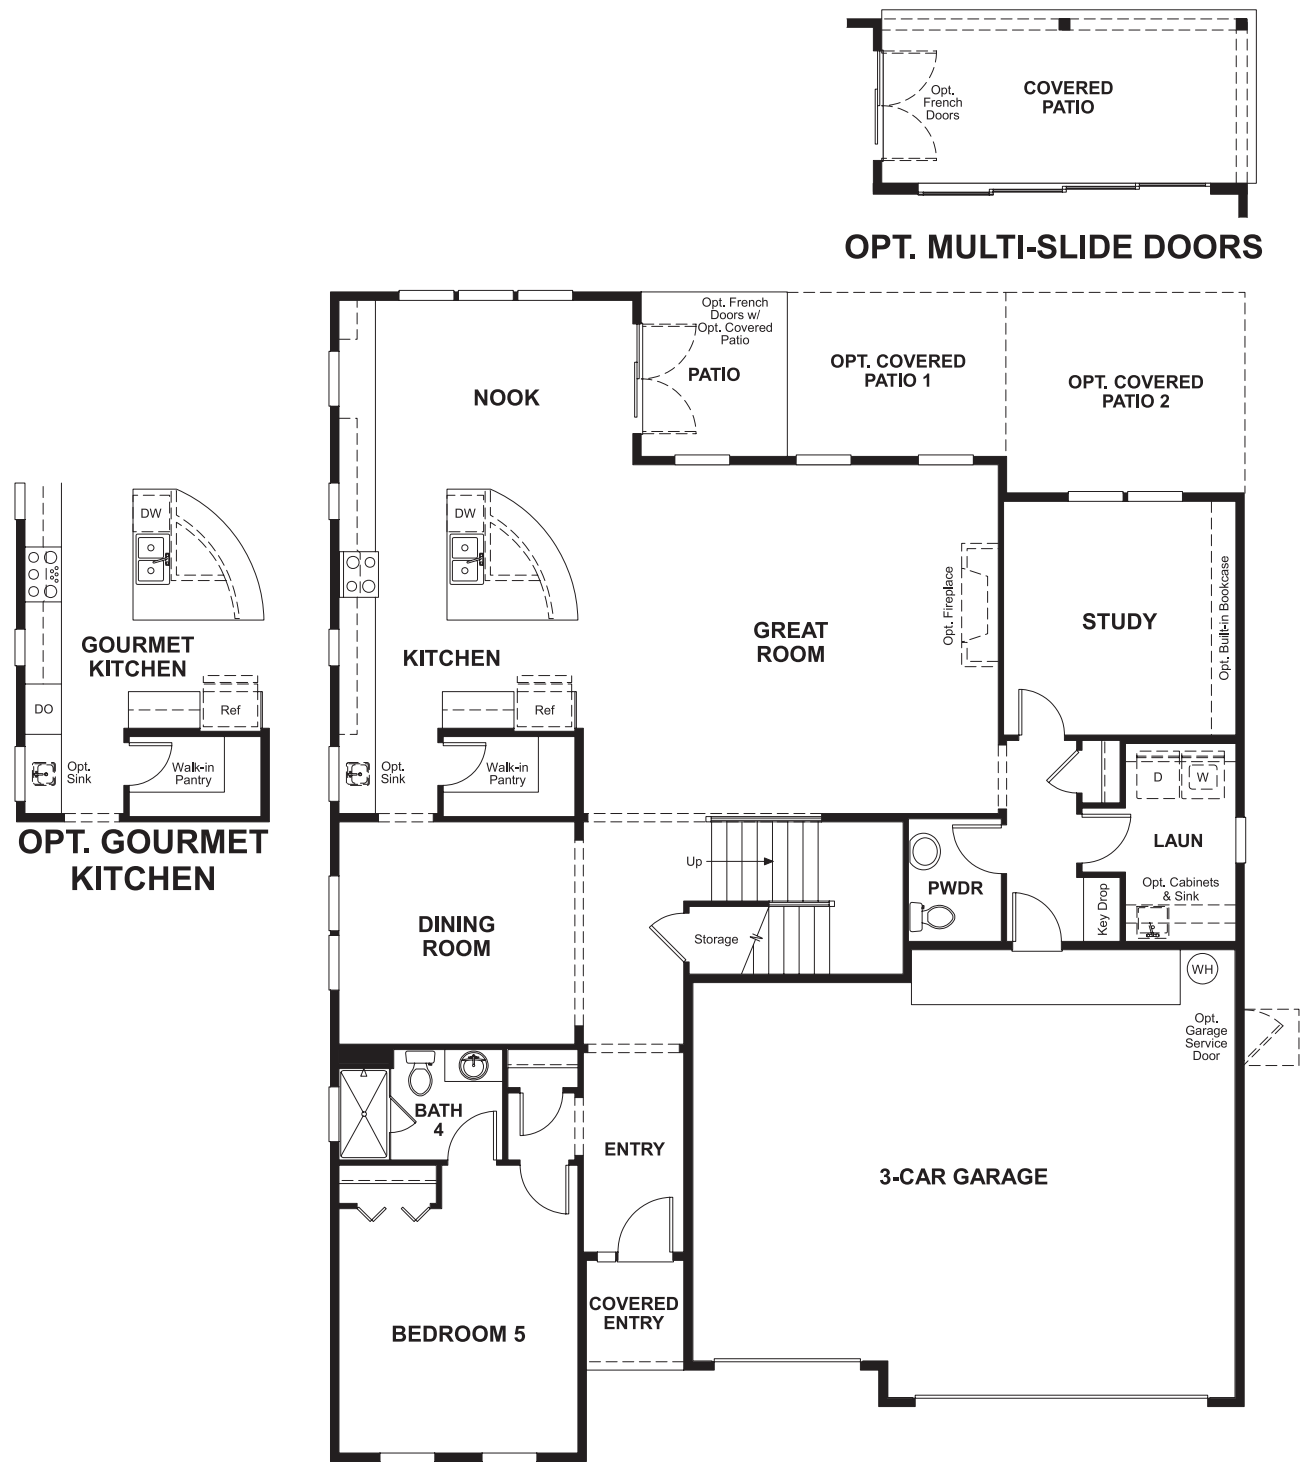 Opt.
French
Doors
COVERED
PATIO
OPT. MULTI-SLIDE DOORS
Opt. French
Doors w/
Opt. Covered
Patio
PATIO
OPT. COVERED
PATIO 1
OPT. COVERED
PATIO 2
NOOK
DW
DW
GOURMET
KITCHEN
DO
Ref
Opt.
Sink
Walk-in
Pantry
OPT. GOURMET
KITCHEN
KITCHEN
Ref
Opt.
Sink
Walk-in
Pantry
GREAT
ROOM
Opt. Fireplace
STUDY
Opt. Built-in Bookcase
D
W
LAUN
Opt. Cabinets
& Sink
Key Drop
PWDR
Up
Storage
DINING
ROOM
WH
Opt.
Garage
Service
Door
BATH
4
ENTRY
3-CAR GARAGE
COVERED
ENTRY
BEDROOM 5